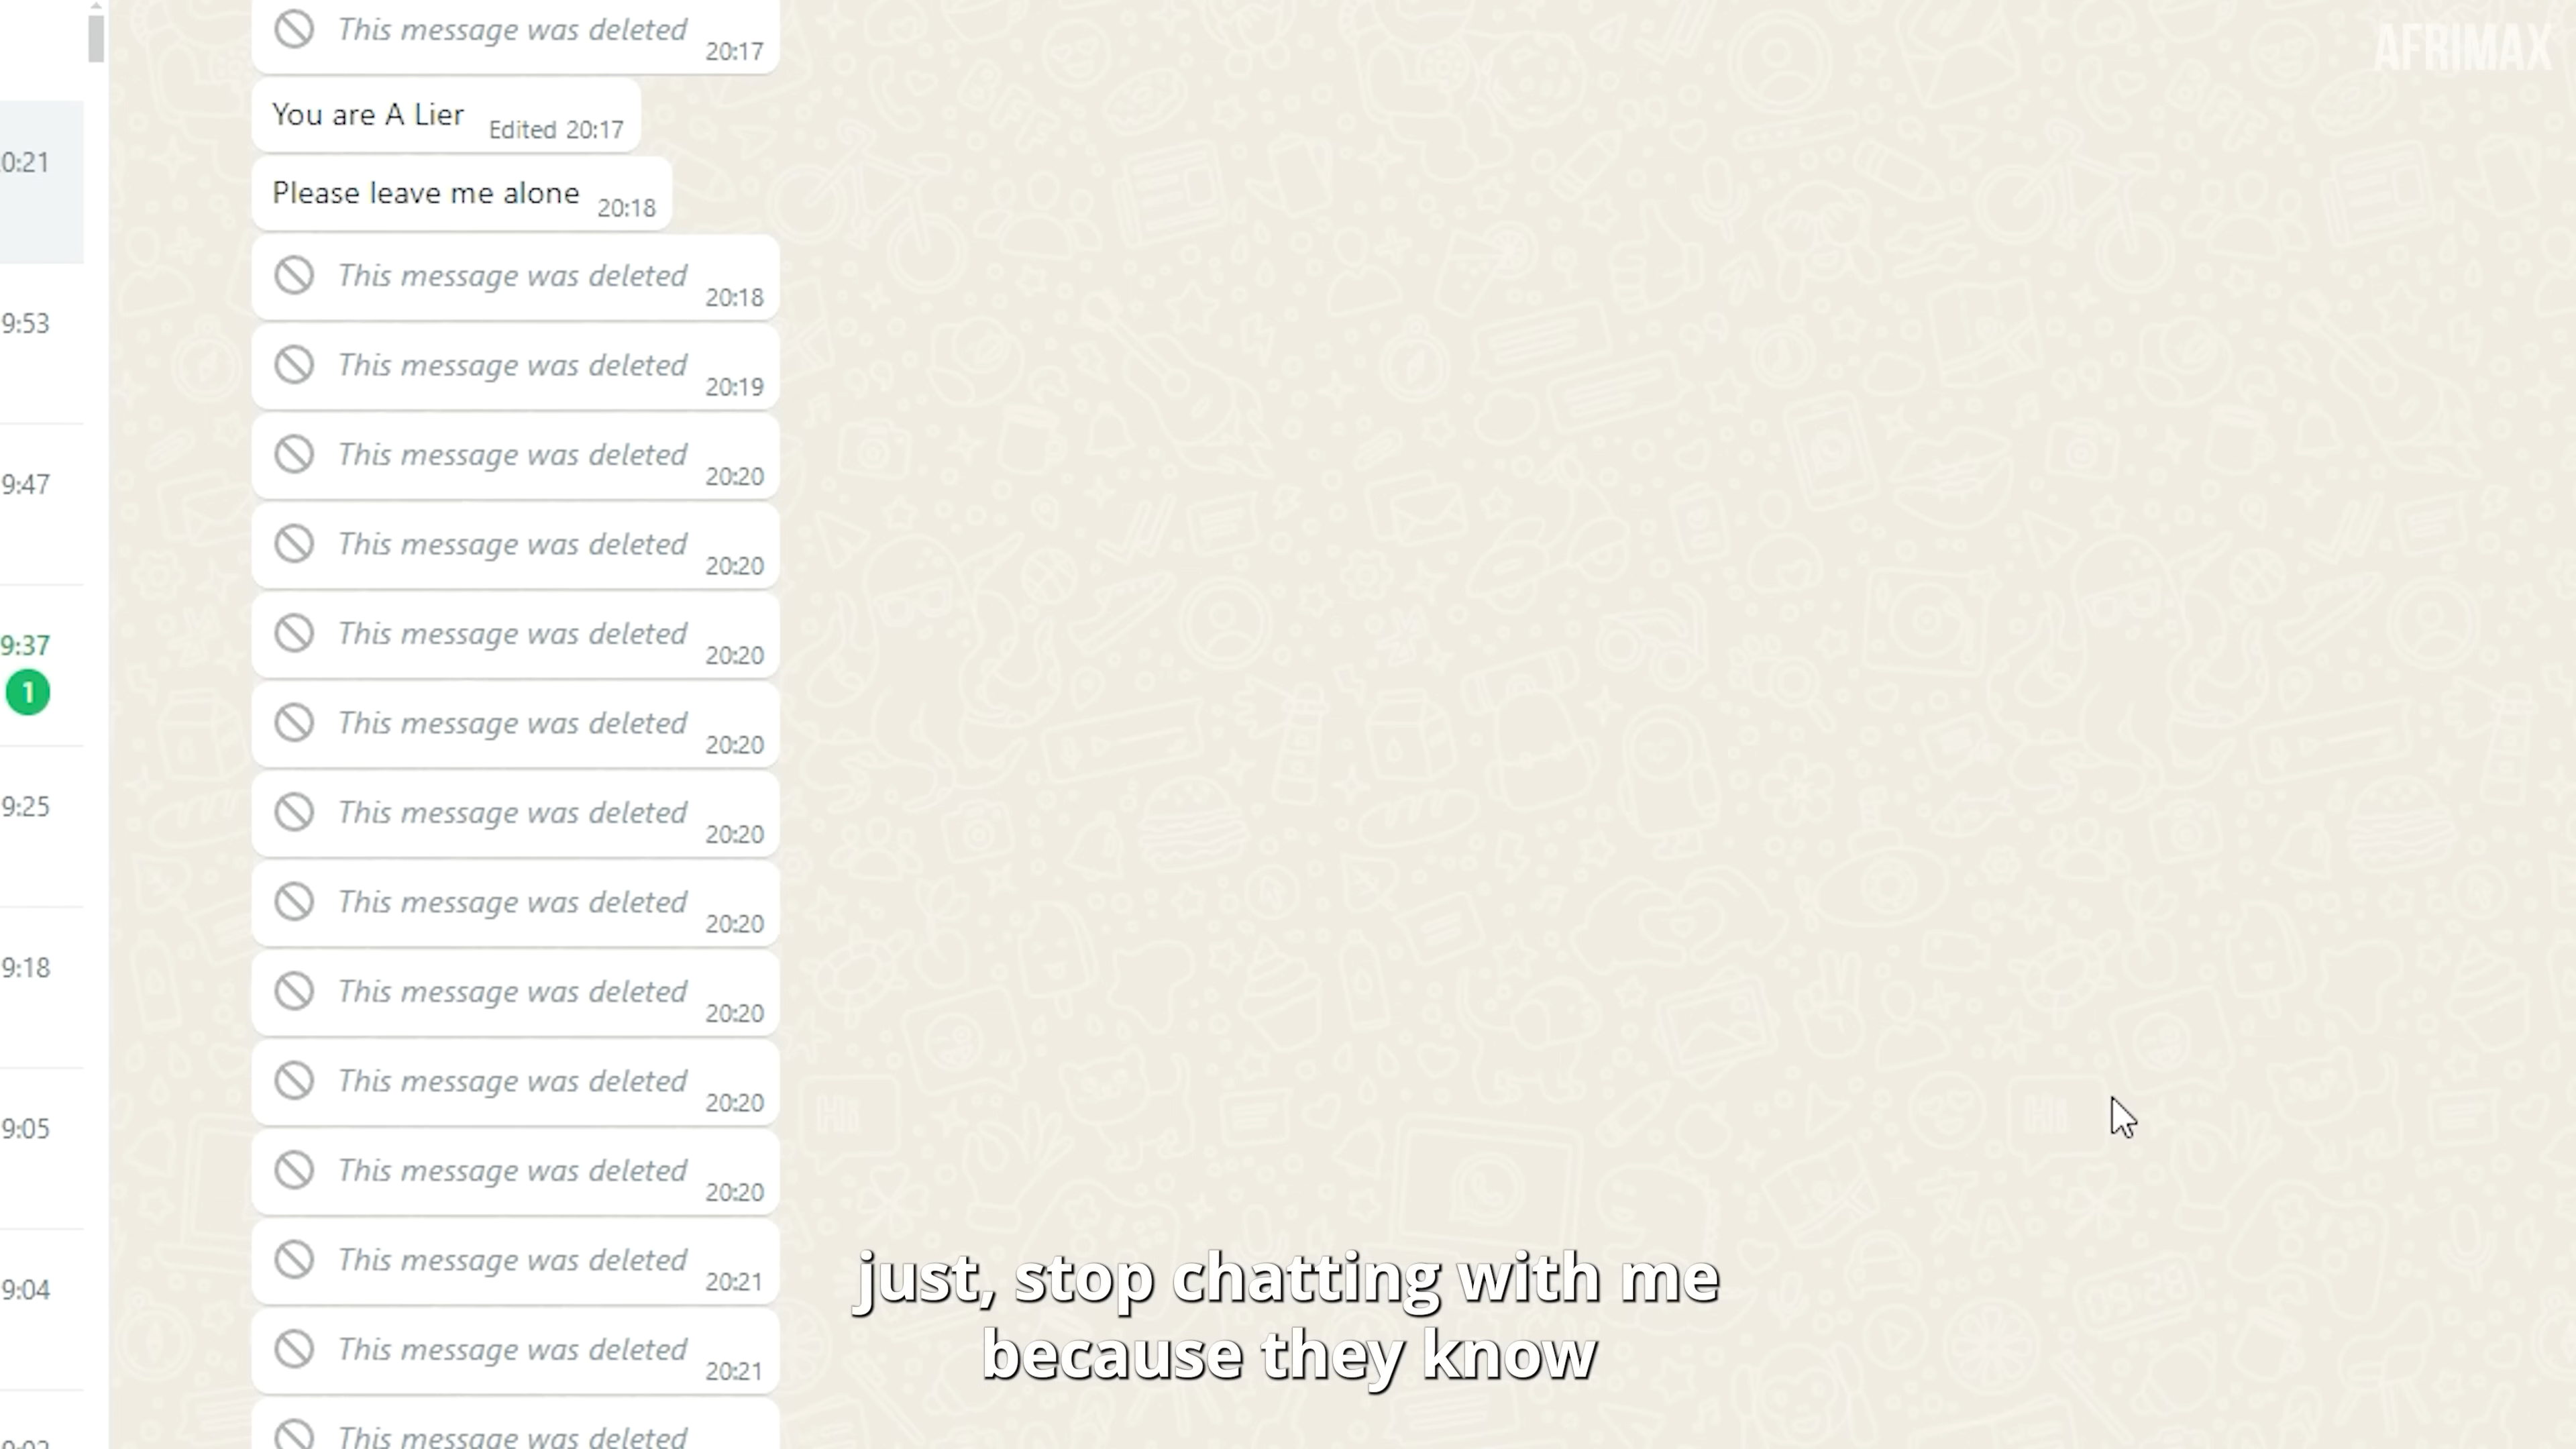 AFRIMAX
This message was deleted 20:17
You are A Lier Edited 20:17
Please leave me alone 20:18
This message was deleted 20:18
This message was deleted 20:19
This message was deleted 20:20
This message was deleted 20:20
This message was deleted 20:20
This message was deleted 20:20
This message was deleted 20:20
This message was deleted 20:20
This message was deleted 20:20
This message was deleted 20:20
This message was deleted 20:20
This message was deleted 20:21
This message was deleted 20:21
This message was deleted
0:21
9:53
9:47
9:37
1
9:25
9:18
9:05
9:04
just, stop chatting with me
because they know